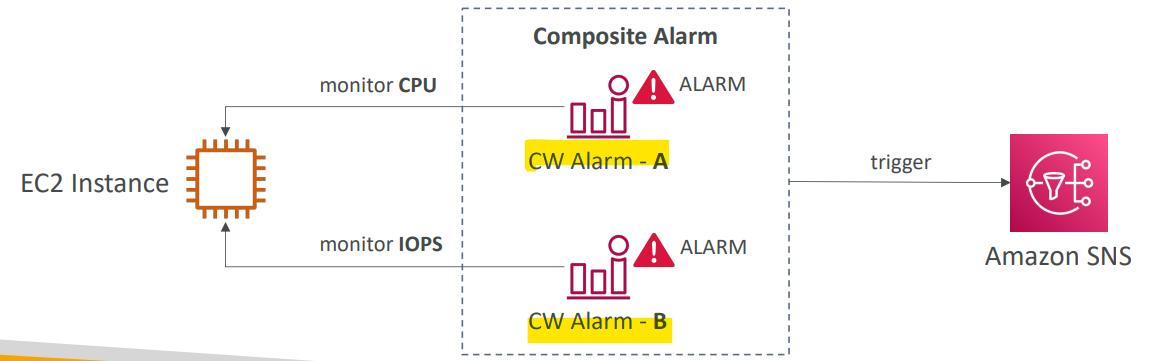 Composite Alarm
monitor CPU
ALARM
CW Alarm - A
EC2 Instance
trigger
monitor IOPS
ALARM
Amazon SNS
CW Alarm - B